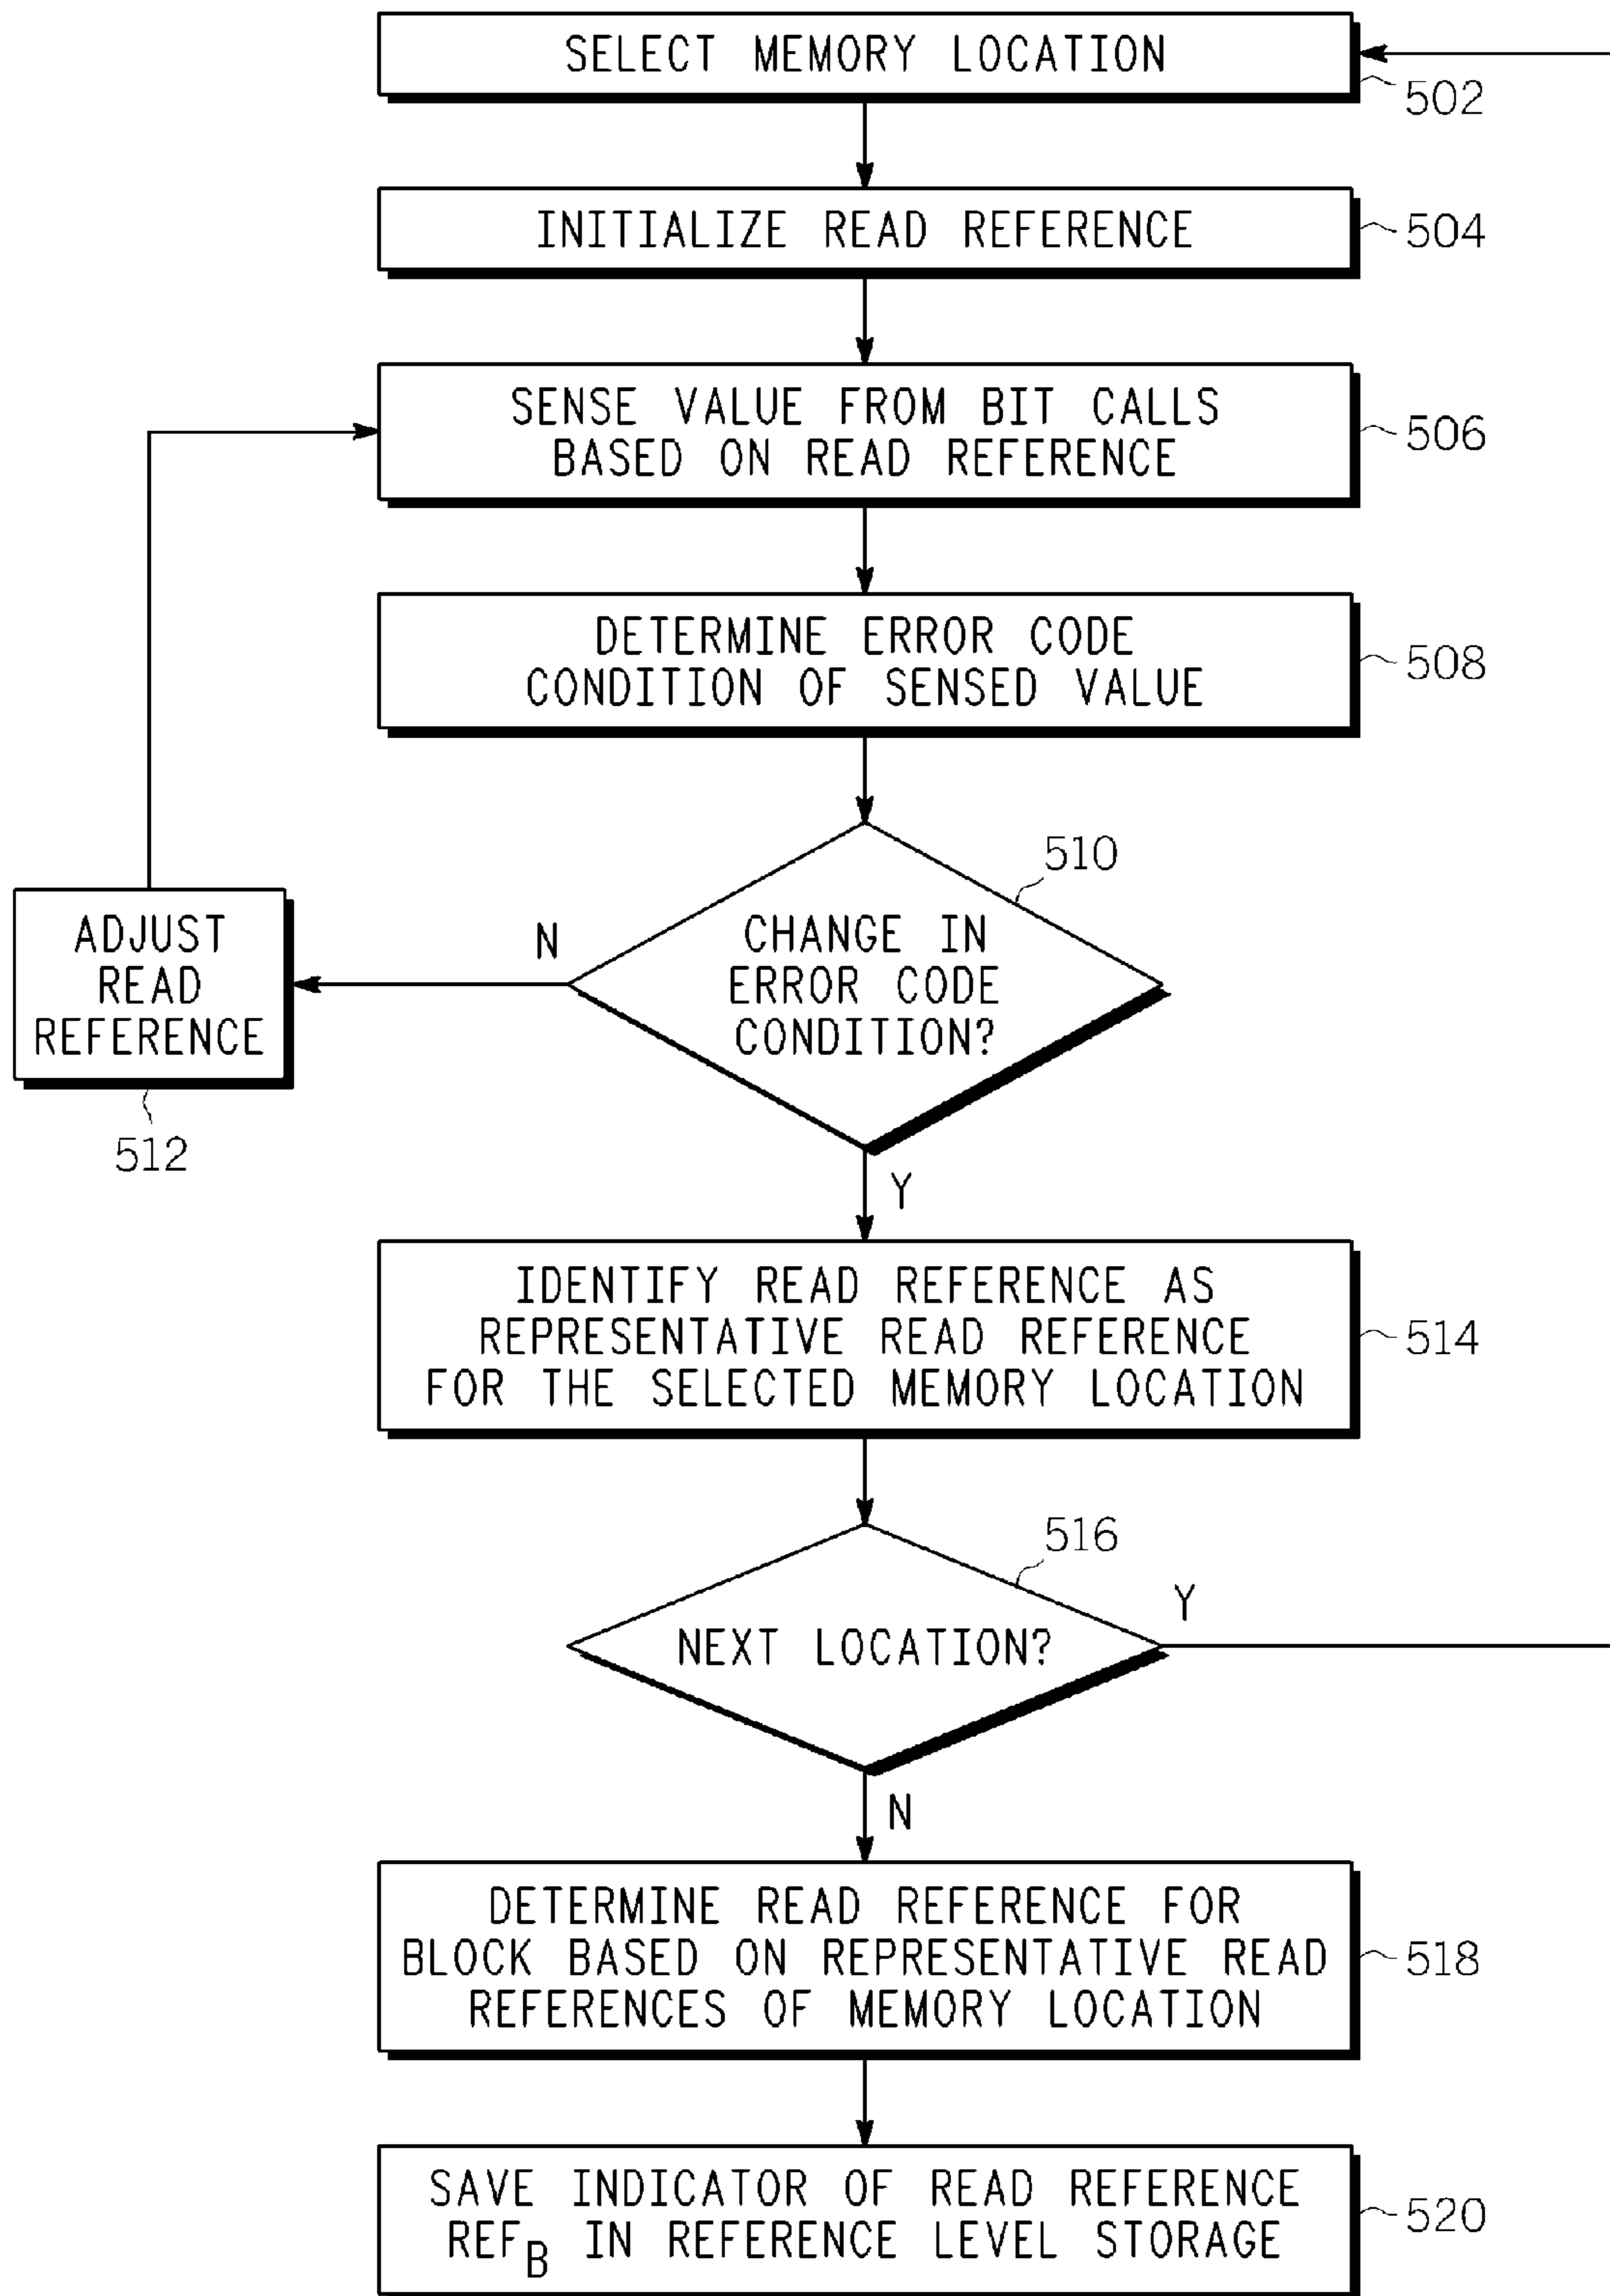 SELECT MEMORY LOCATION
502
INITIALIZE READ REFERENCE
504
SENSE VALUE FROM BIT CALLS
BASED ON READ REFERENCE
506
DETERMINE ERROR CODE
CONDITION OF SENSED VALUE
508
510
CHANGE IN
ERROR CODE
CONDITION?
N
ADJUST
READ
REFERENCE
512
Y
IDENTIFY READ REFERENCE AS
REPRESENTATIVE READ REFERENCE
FOR THE SELECTED MEMORY LOCATION
514
516
NEXT LOCATION?
Y
N
DETERMINE READ REFERENCE FOR
BLOCK BASED ON REPRESENTATIVE READ
REFERENCES OF MEMORY LOCATION
518
SAVE INDICATOR OF READ REFERENCE
REF_B IN REFERENCE LEVEL STORAGE
520